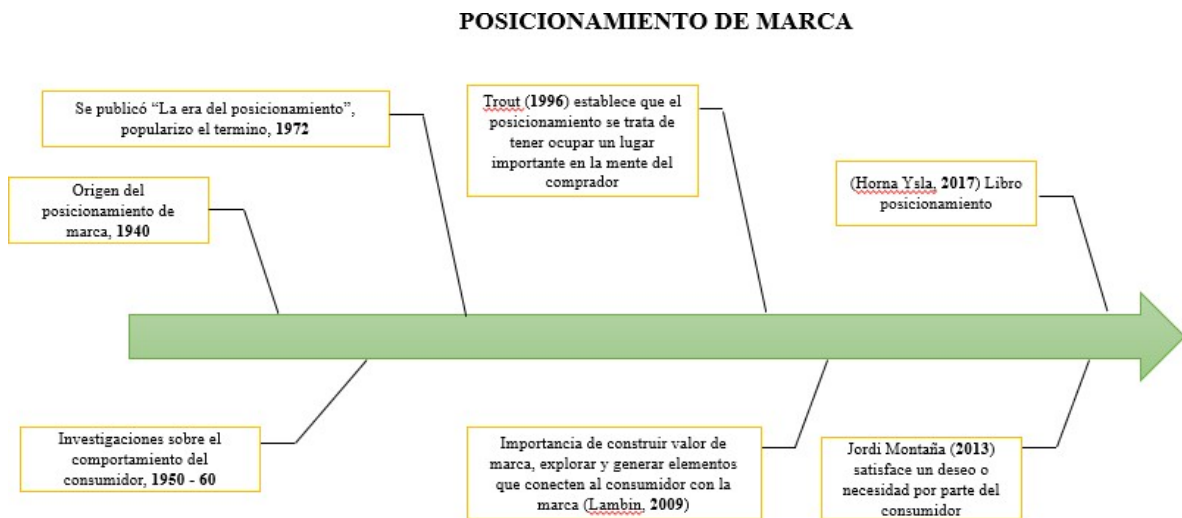 POSICIONAMIENTO DE MARCA
Se publicó “La era del posicionamiento”,
popularizo el termino, 1972
Trout (1996) establece que el
posicionamiento se trata de
tener ocupar un lugar
importante en la mente del
comprador
(Horna Ysla, 2017) Libro
posicionamiento
Origen del
posicionamiento de
marca, 1940
Investigaciones sobre el
comportamiento del
consumidor, 1950 - 60
Importancia de construir valor de
marca, explorar y generar elementos
que conecten al consumidor con la
marca (Lambin, 2009)
Jordi Montaña (2013)
satisface un deseo o
necesidad por parte del
consumidor